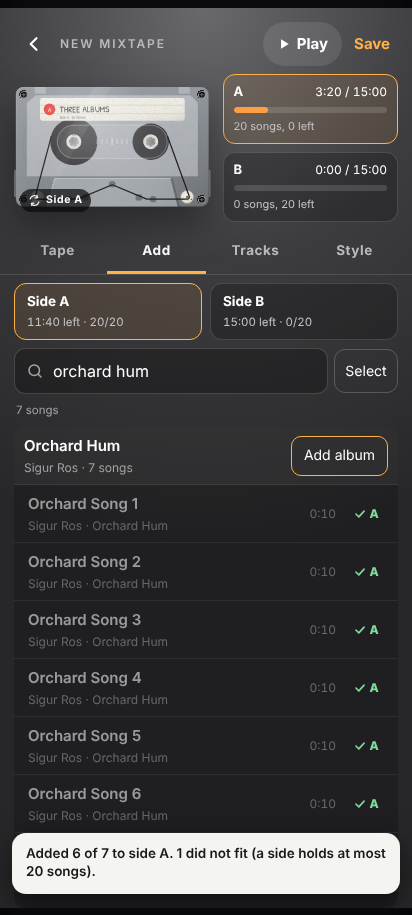 NEW MIXTAPE
Play
Save
A
THREE ALBUMS
Side A
A 3:20 / 15:00
20 songs, 0 left
B 0:00 / 15:00
0 songs, 20 left
Tape Add Tracks Style
Side A
11:40 left · 20/20
Side B
15:00 left · 0/20
orchard hum
Select
7 songs
Orchard Hum
Sigur Ros · 7 songs
Add album
Orchard Song 1
Sigur Ros · Orchard Hum
0:10 A
Orchard Song 2
Sigur Ros · Orchard Hum
0:10 A
Orchard Song 3
Sigur Ros · Orchard Hum
0:10 A
Orchard Song 4
Sigur Ros · Orchard Hum
0:10 A
Orchard Song 5
Sigur Ros · Orchard Hum
0:10 A
Orchard Song 6
Sigur Ros · Orchard Hum
0:10 A
Added 6 of 7 to side A. 1 did not fit (a side holds at most
20 songs).